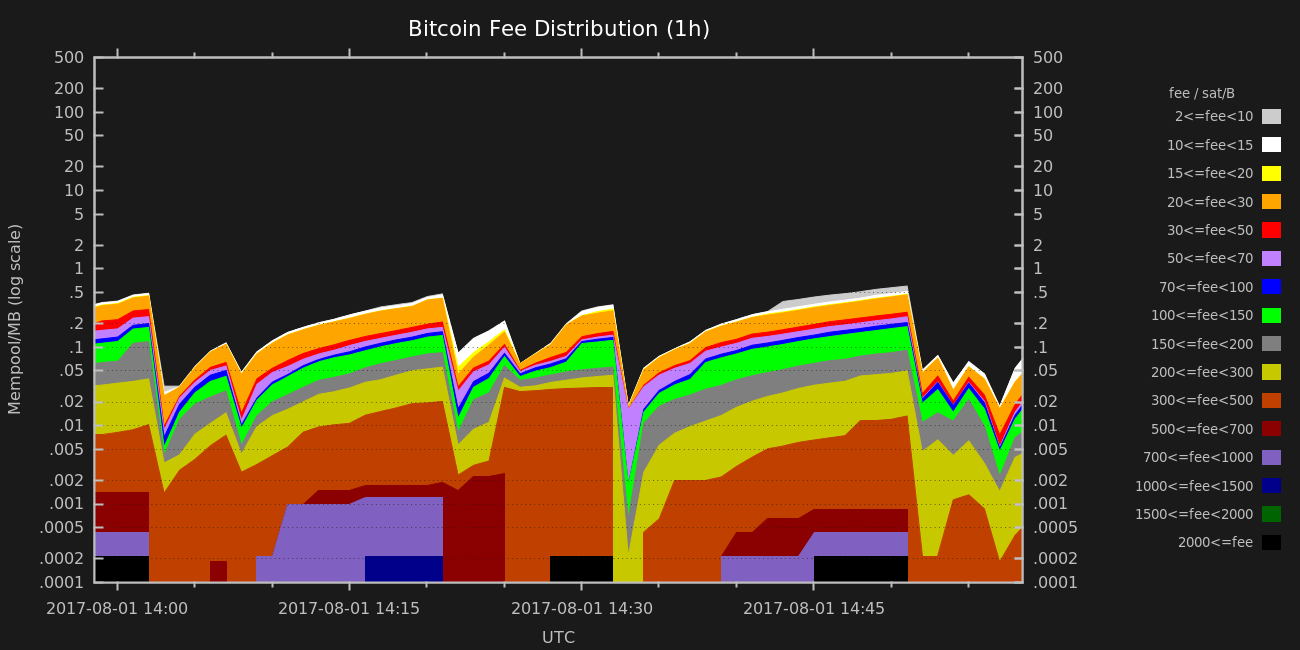 Bitcoin Fee Distribution (1h)
500
200
100
50
20
10
5
2
1
.5
.2
.1
.05
.02
.01
.005
.002
.001
.0005
.0002
.0001
Mempool/MB (log scale)
500
200
100
50
20
10
5
2
1
.5
.2
.1
.05
.02
.01
.005
.002
.001
.0005
.0002
.0001
2017-08-01 14:00 2017-08-01 14:15 2017-08-01 14:30 2017-08-01 14:45
UTC
fee / sat/B
2<=fee<10
10<=fee<15
15<=fee<20
20<=fee<30
30<=fee<50
50<=fee<70
70<=fee<100
100<=fee<150
150<=fee<200
200<=fee<300
300<=fee<500
500<=fee<700
700<=fee<1000
1000<=fee<1500
1500<=fee<2000
2000<=fee